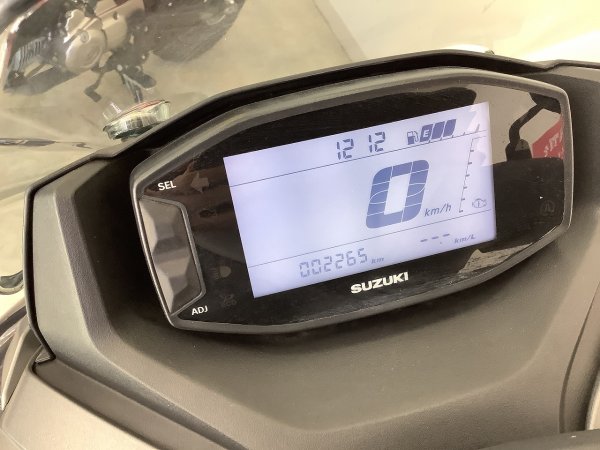 SEL
12 12 E
0 km/h
002265 km --.- km/L
ADJ
SUZUKI